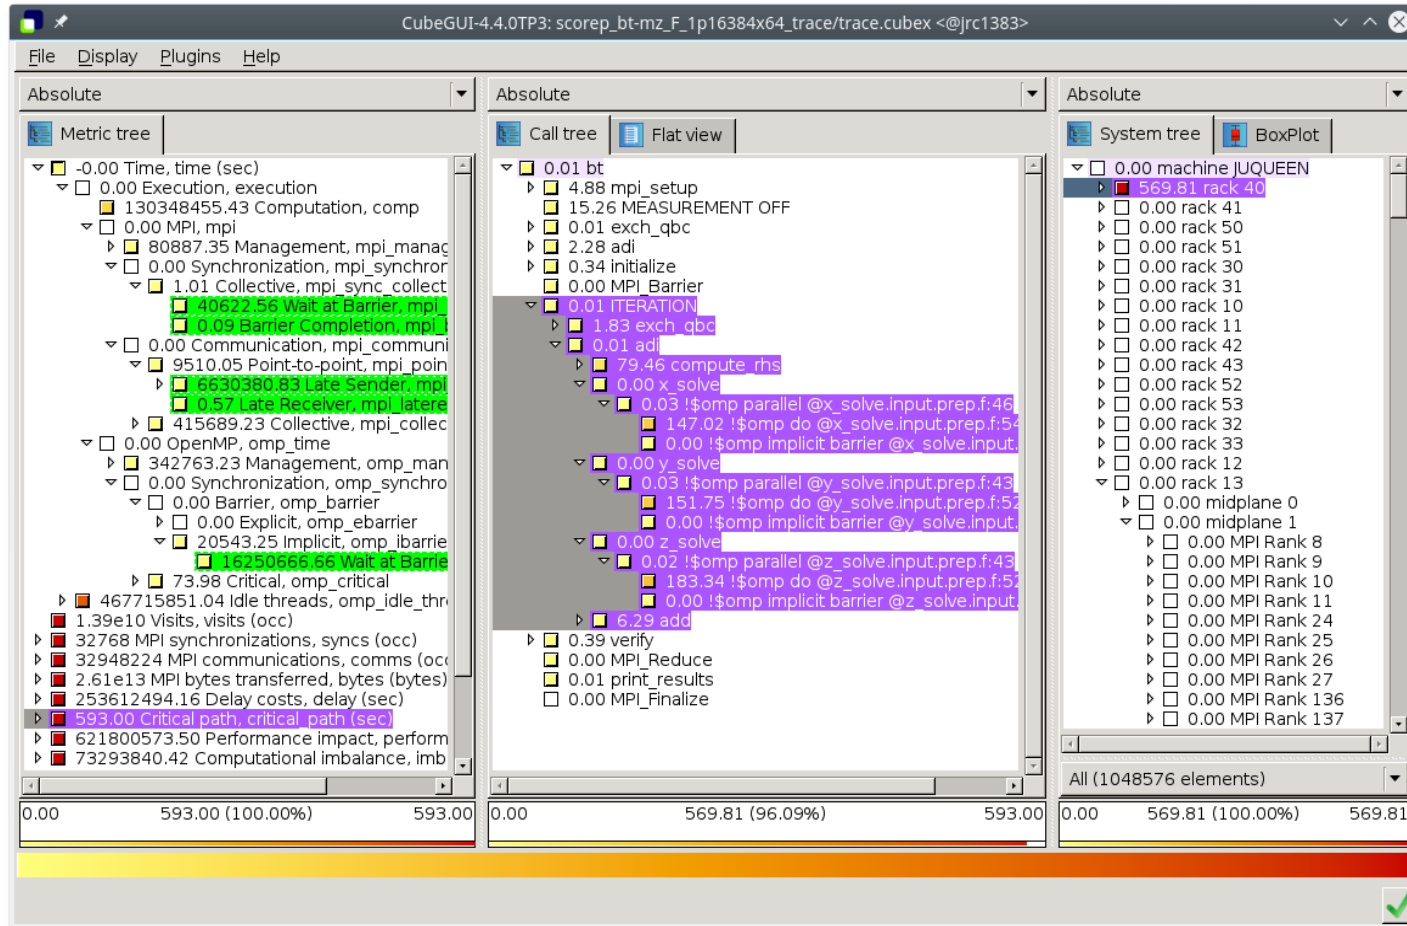 CubeGUI-4.4.0TP3: scorep_bt-mz_F_1p16384x64_trace/trace.cubex <@jrc1383>
File Display Plugins Help
Absolute
Metric tree
-0.00 Time, time (sec)
0.00 Execution, execution
130348455.43 Computation, comp
0.00 MPI, mpi
80887.35 Management, mpi_manag
0.00 Synchronization, mpi_synchror
1.01 Collective, mpi_sync_collect
40622.56 Wait at Barrier, mpi_
0.09 Barrier Completion, mpi_b
0.00 Communication, mpi_communi
9510.05 Point-to-point, mpi_poin
6630380.83 Late Sender, mpi
0.57 Late Receiver, mpi_latere
415689.23 Collective, mpi_collec
0.00 OpenMP, omp_time
342763.23 Management, omp_man
0.00 Synchronization, omp_synchro
0.00 Barrier, omp_barrier
0.00 Explicit, omp_ebarrier
20543.25 Implicit, omp_ibarrie
16250666.66 Wait at Barrie
73.98 Critical, omp_critical
467715851.04 Idle threads, omp_idle_thr
1.39e10 Visits, visits (occ)
32768 MPI synchronizations, syncs (occ)
32948224 MPI communications, comms (occ
2.61e13 MPI bytes transferred, bytes (bytes)
253612494.16 Delay costs, delay (sec)
593.00 Critical path, critical_path (sec)
621800573.50 Performance impact, perform
73293840.42 Computational imbalance, imb
0.00 593.00 (100.00%) 593.00
Absolute
Call tree Flat view
0.01 bt
4.88 mpi_setup
15.26 MEASUREMENT OFF
0.01 exch_qbc
2.28 adi
0.34 initialize
0.00 MPI_Barrier
0.01 ITERATION
1.83 exch_qbc
0.01 adi
79.46 compute_rhs
0.00 x_solve
0.03 !$omp parallel @x_solve.input.prep.f:46
147.02 !$omp do @x_solve.input.prep.f:54
0.00 !$omp implicit barrier @x_solve.input.
0.00 y_solve
0.03 !$omp parallel @y_solve.input.prep.f:43
151.75 !$omp do @y_solve.input.prep.f:52
0.00 !$omp implicit barrier @y_solve.input.
0.00 z_solve
0.02 !$omp parallel @z_solve.input.prep.f:43
183.34 !$omp do @z_solve.input.prep.f:52
0.00 !$omp implicit barrier @z_solve.input.
6.29 add
0.39 verify
0.00 MPI_Reduce
0.01 print_results
0.00 MPI_Finalize
0.00 569.81 (96.09%) 593.00
Absolute
System tree BoxPlot
0.00 machine JUQUEEN
569.81 rack 40
0.00 rack 41
0.00 rack 50
0.00 rack 51
0.00 rack 30
0.00 rack 31
0.00 rack 10
0.00 rack 11
0.00 rack 42
0.00 rack 43
0.00 rack 52
0.00 rack 53
0.00 rack 32
0.00 rack 33
0.00 rack 12
0.00 rack 13
0.00 midplane 0
0.00 midplane 1
0.00 MPI Rank 8
0.00 MPI Rank 9
0.00 MPI Rank 10
0.00 MPI Rank 11
0.00 MPI Rank 24
0.00 MPI Rank 25
0.00 MPI Rank 26
0.00 MPI Rank 27
0.00 MPI Rank 136
0.00 MPI Rank 137
All (1048576 elements)
0.00 569.81 (100.00%) 569.81